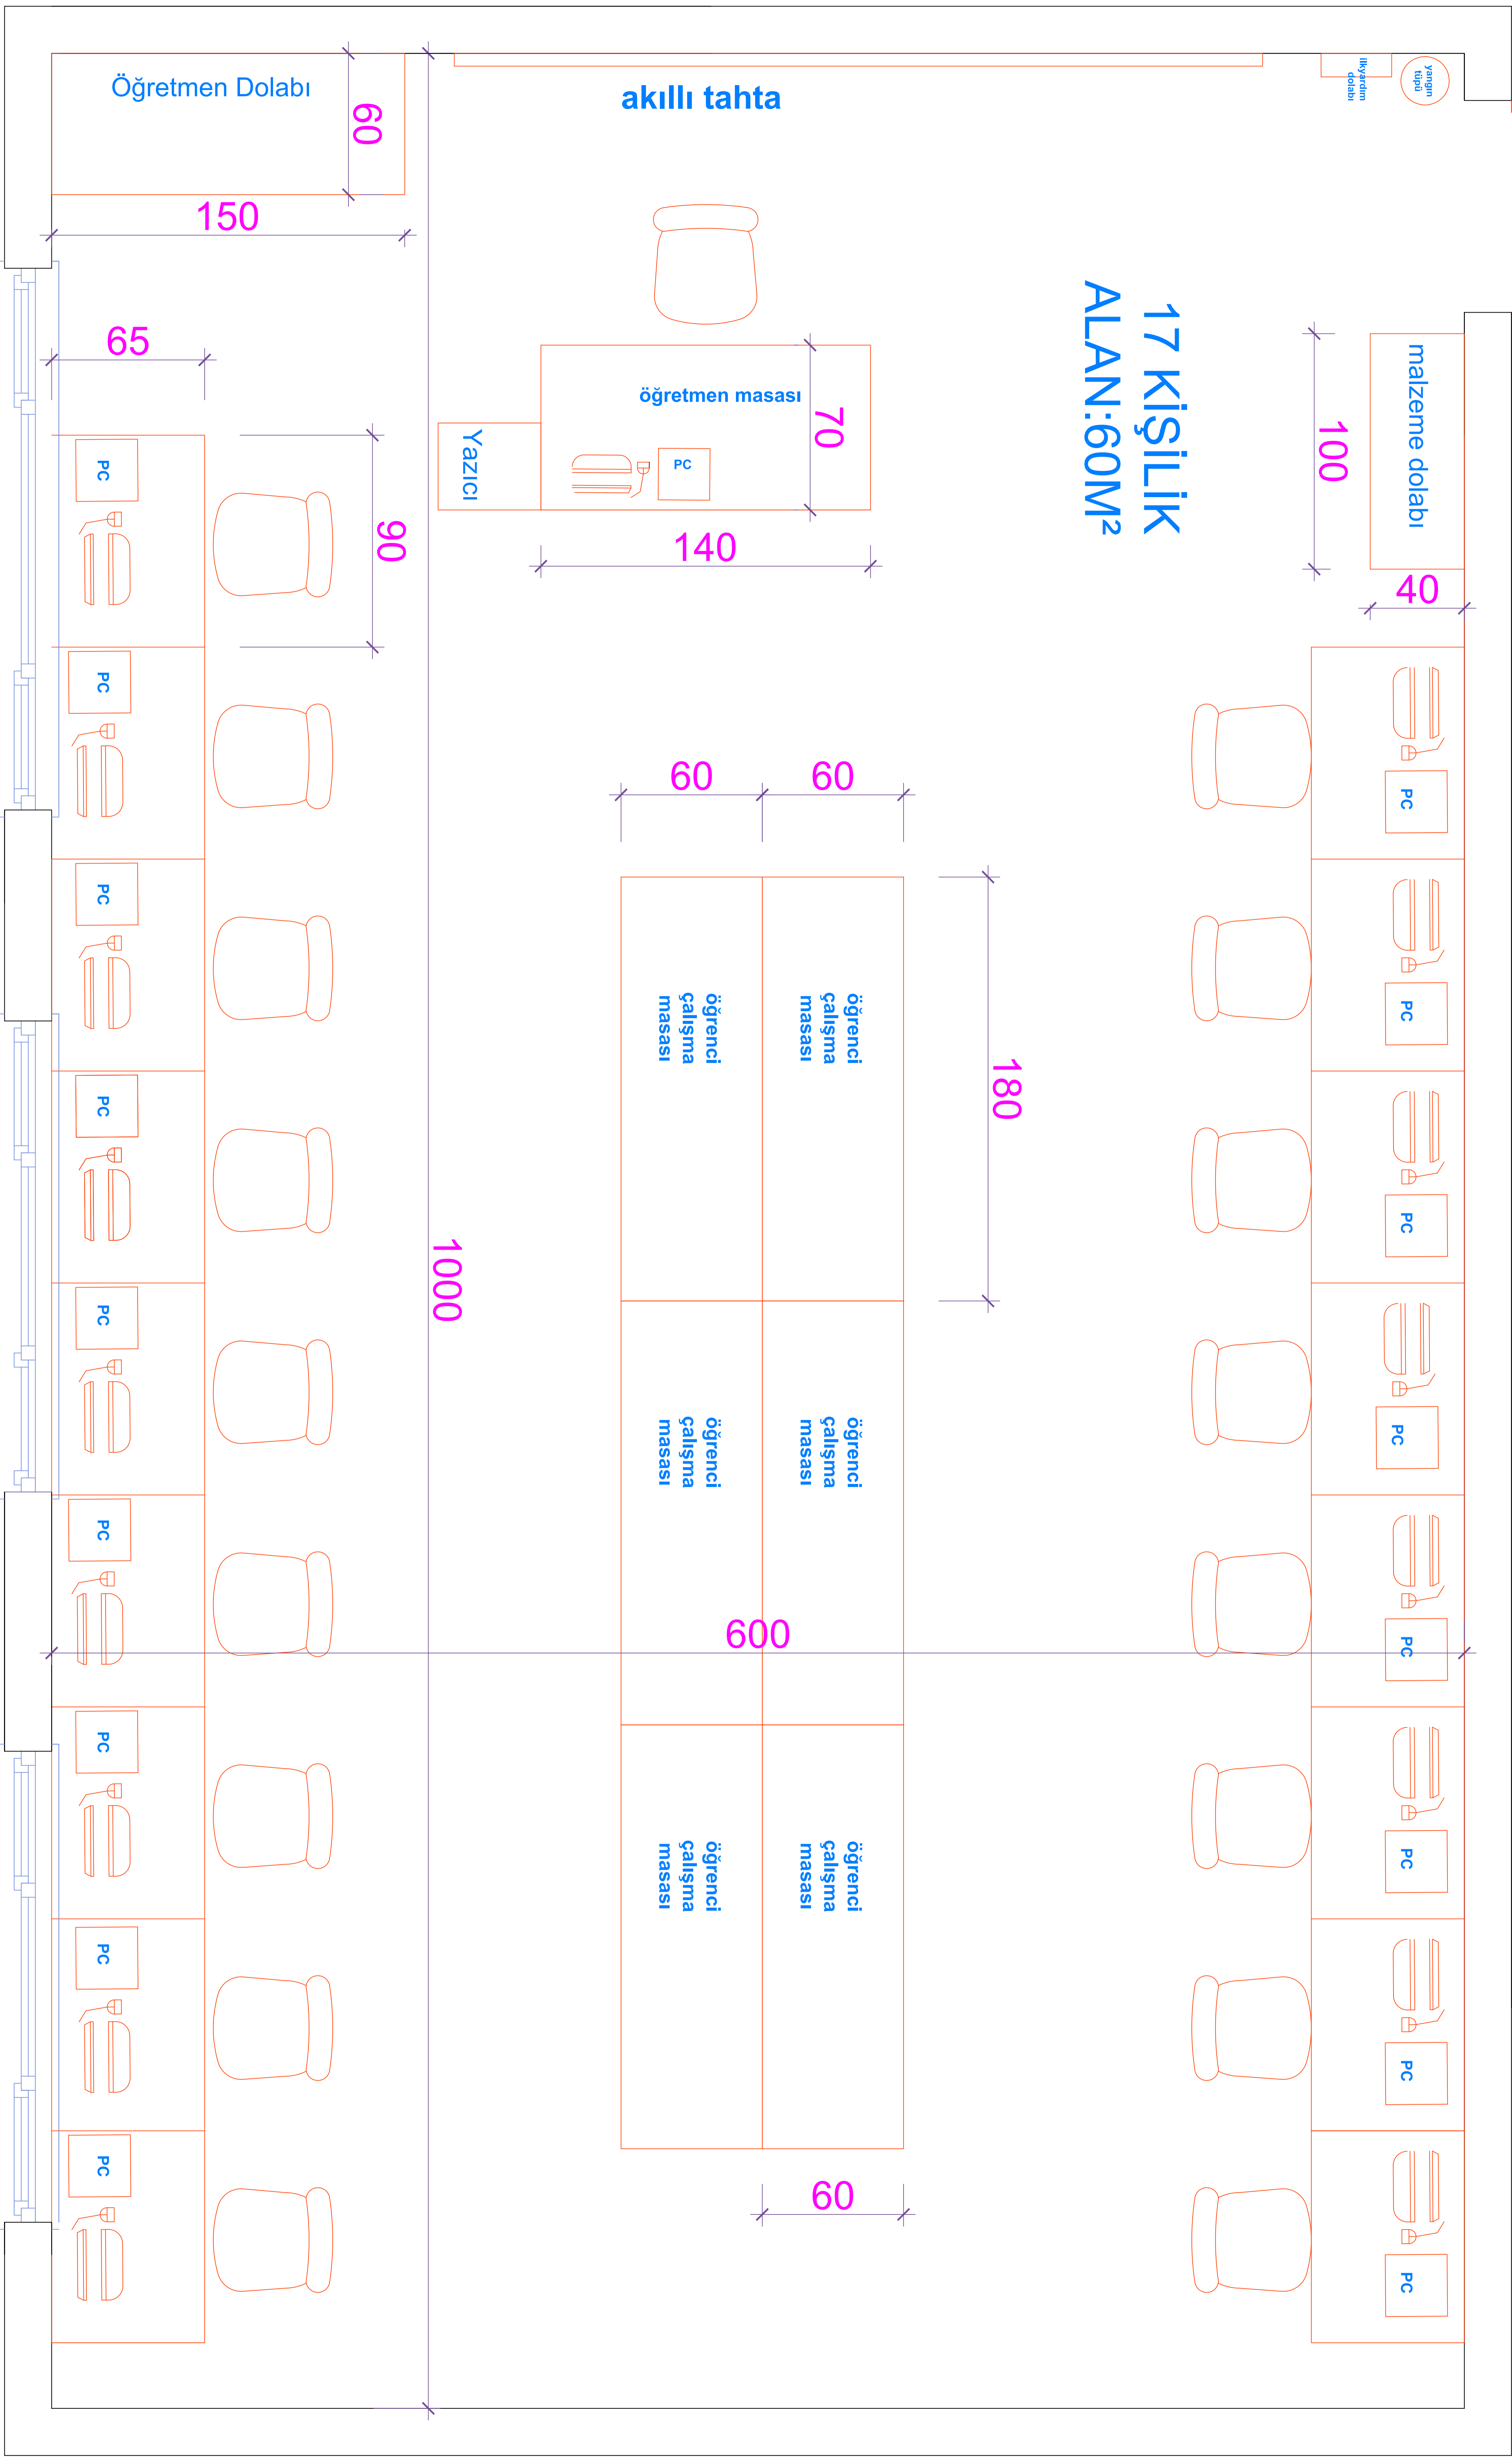 Öğretmen Dolabı
akıllı tahta
ilkyardım
dolabı
yangın
tüpü
60
150
65
90
öğretmen masası
70
PC
Yazıcı
140
17 KİŞİLİK
ALAN:60M²
malzeme dolabı
100
40
PC
PC
PC
PC
PC
PC
PC
PC
PC
60
60
180
öğrenci
çalışma
masası
öğrenci
çalışma
masası
1000
öğrenci
çalışma
masası
öğrenci
çalışma
masası
600
öğrenci
çalışma
masası
öğrenci
çalışma
masası
60
PC
PC
PC
PC
PC
PC
PC
PC